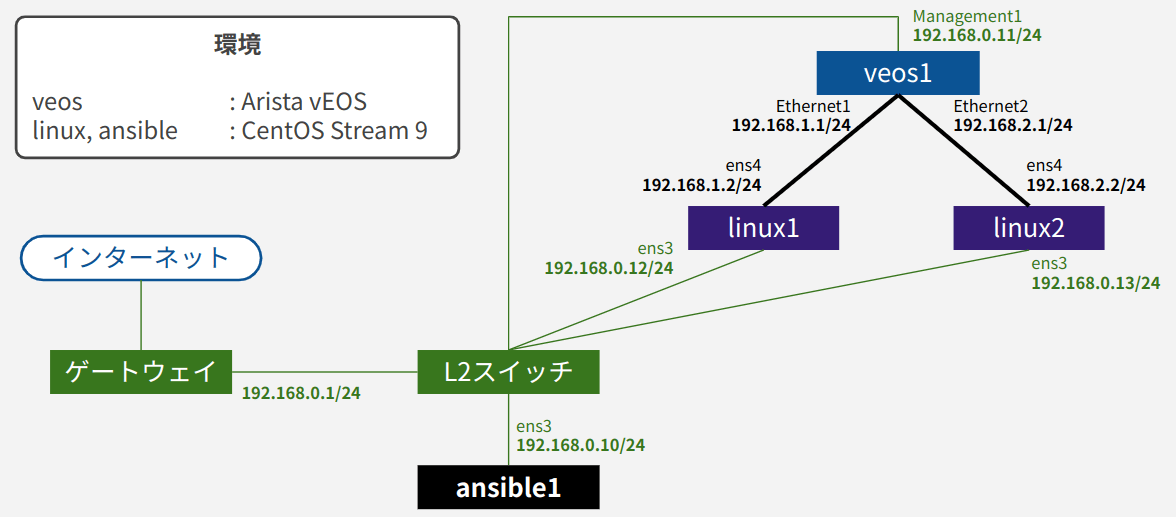 環境
veos : Arista vEOS
linux, ansible : CentOS Stream 9
Management1
192.168.0.11/24
veos1
Ethernet1
192.168.1.1/24
Ethernet2
192.168.2.1/24
ens4
192.168.1.2/24
ens4
192.168.2.2/24
linux1
linux2
ens3
192.168.0.12/24
ens3
192.168.0.13/24
インターネット
ゲートウェイ
192.168.0.1/24
L2スイッチ
ens3
192.168.0.10/24
ansible1